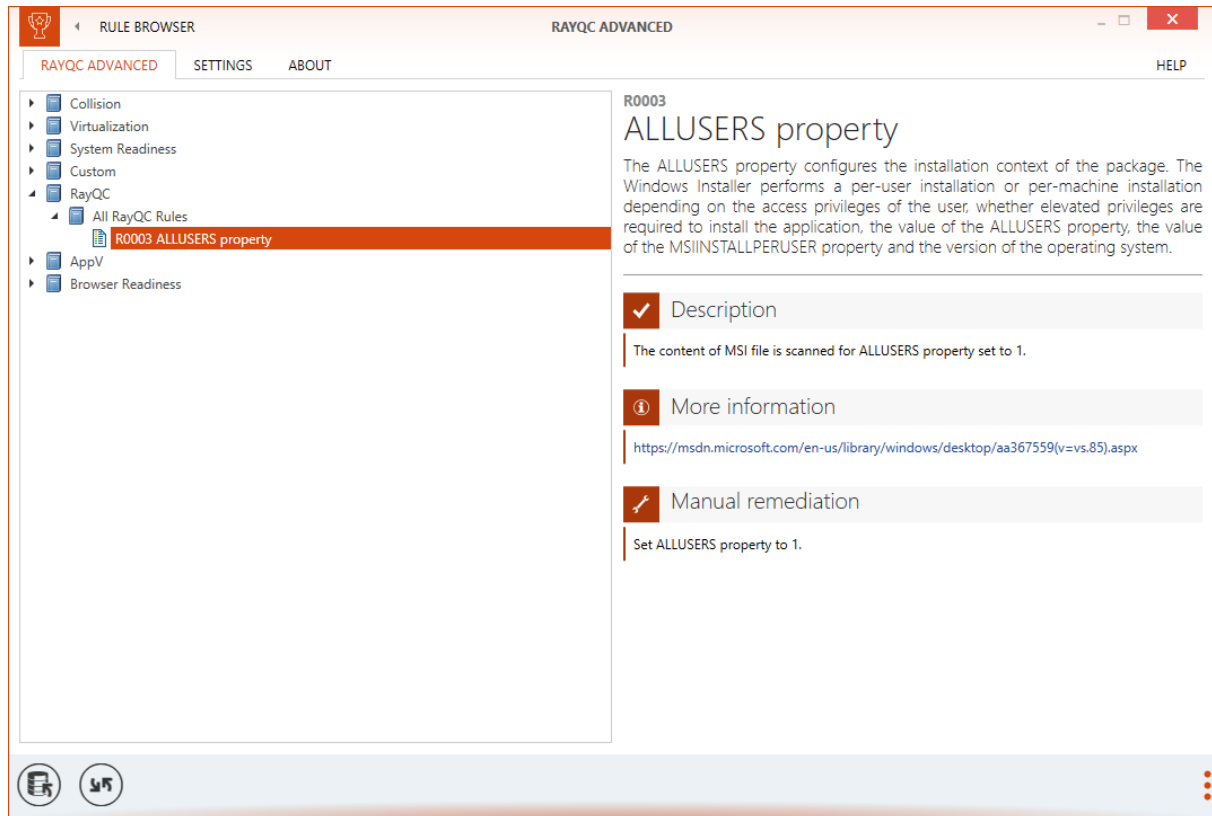 RULE BROWSER
RAYQC ADVANCED
RAYQC ADVANCED
SETTINGS
ABOUT
HELP
Collision
Virtualization
System Readiness
Custom
RayQC
All RayQC Rules
R0003 ALLUSERS property
AppV
Browser Readiness
R0003
ALLUSERS property
The ALLUSERS property configures the installation context of the package. The
Windows Installer performs a per-user installation or per-machine installation
depending on the access privileges of the user, whether elevated privileges are
required to install the application, the value of the ALLUSERS property, the value
of the MSIINSTALLPERUSER property and the version of the operating system.
Description
The content of MSI file is scanned for ALLUSERS property set to 1.
More information
https://msdn.microsoft.com/en-us/library/windows/desktop/aa367559(v=vs.85).aspx
Manual remediation
Set ALLUSERS property to 1.